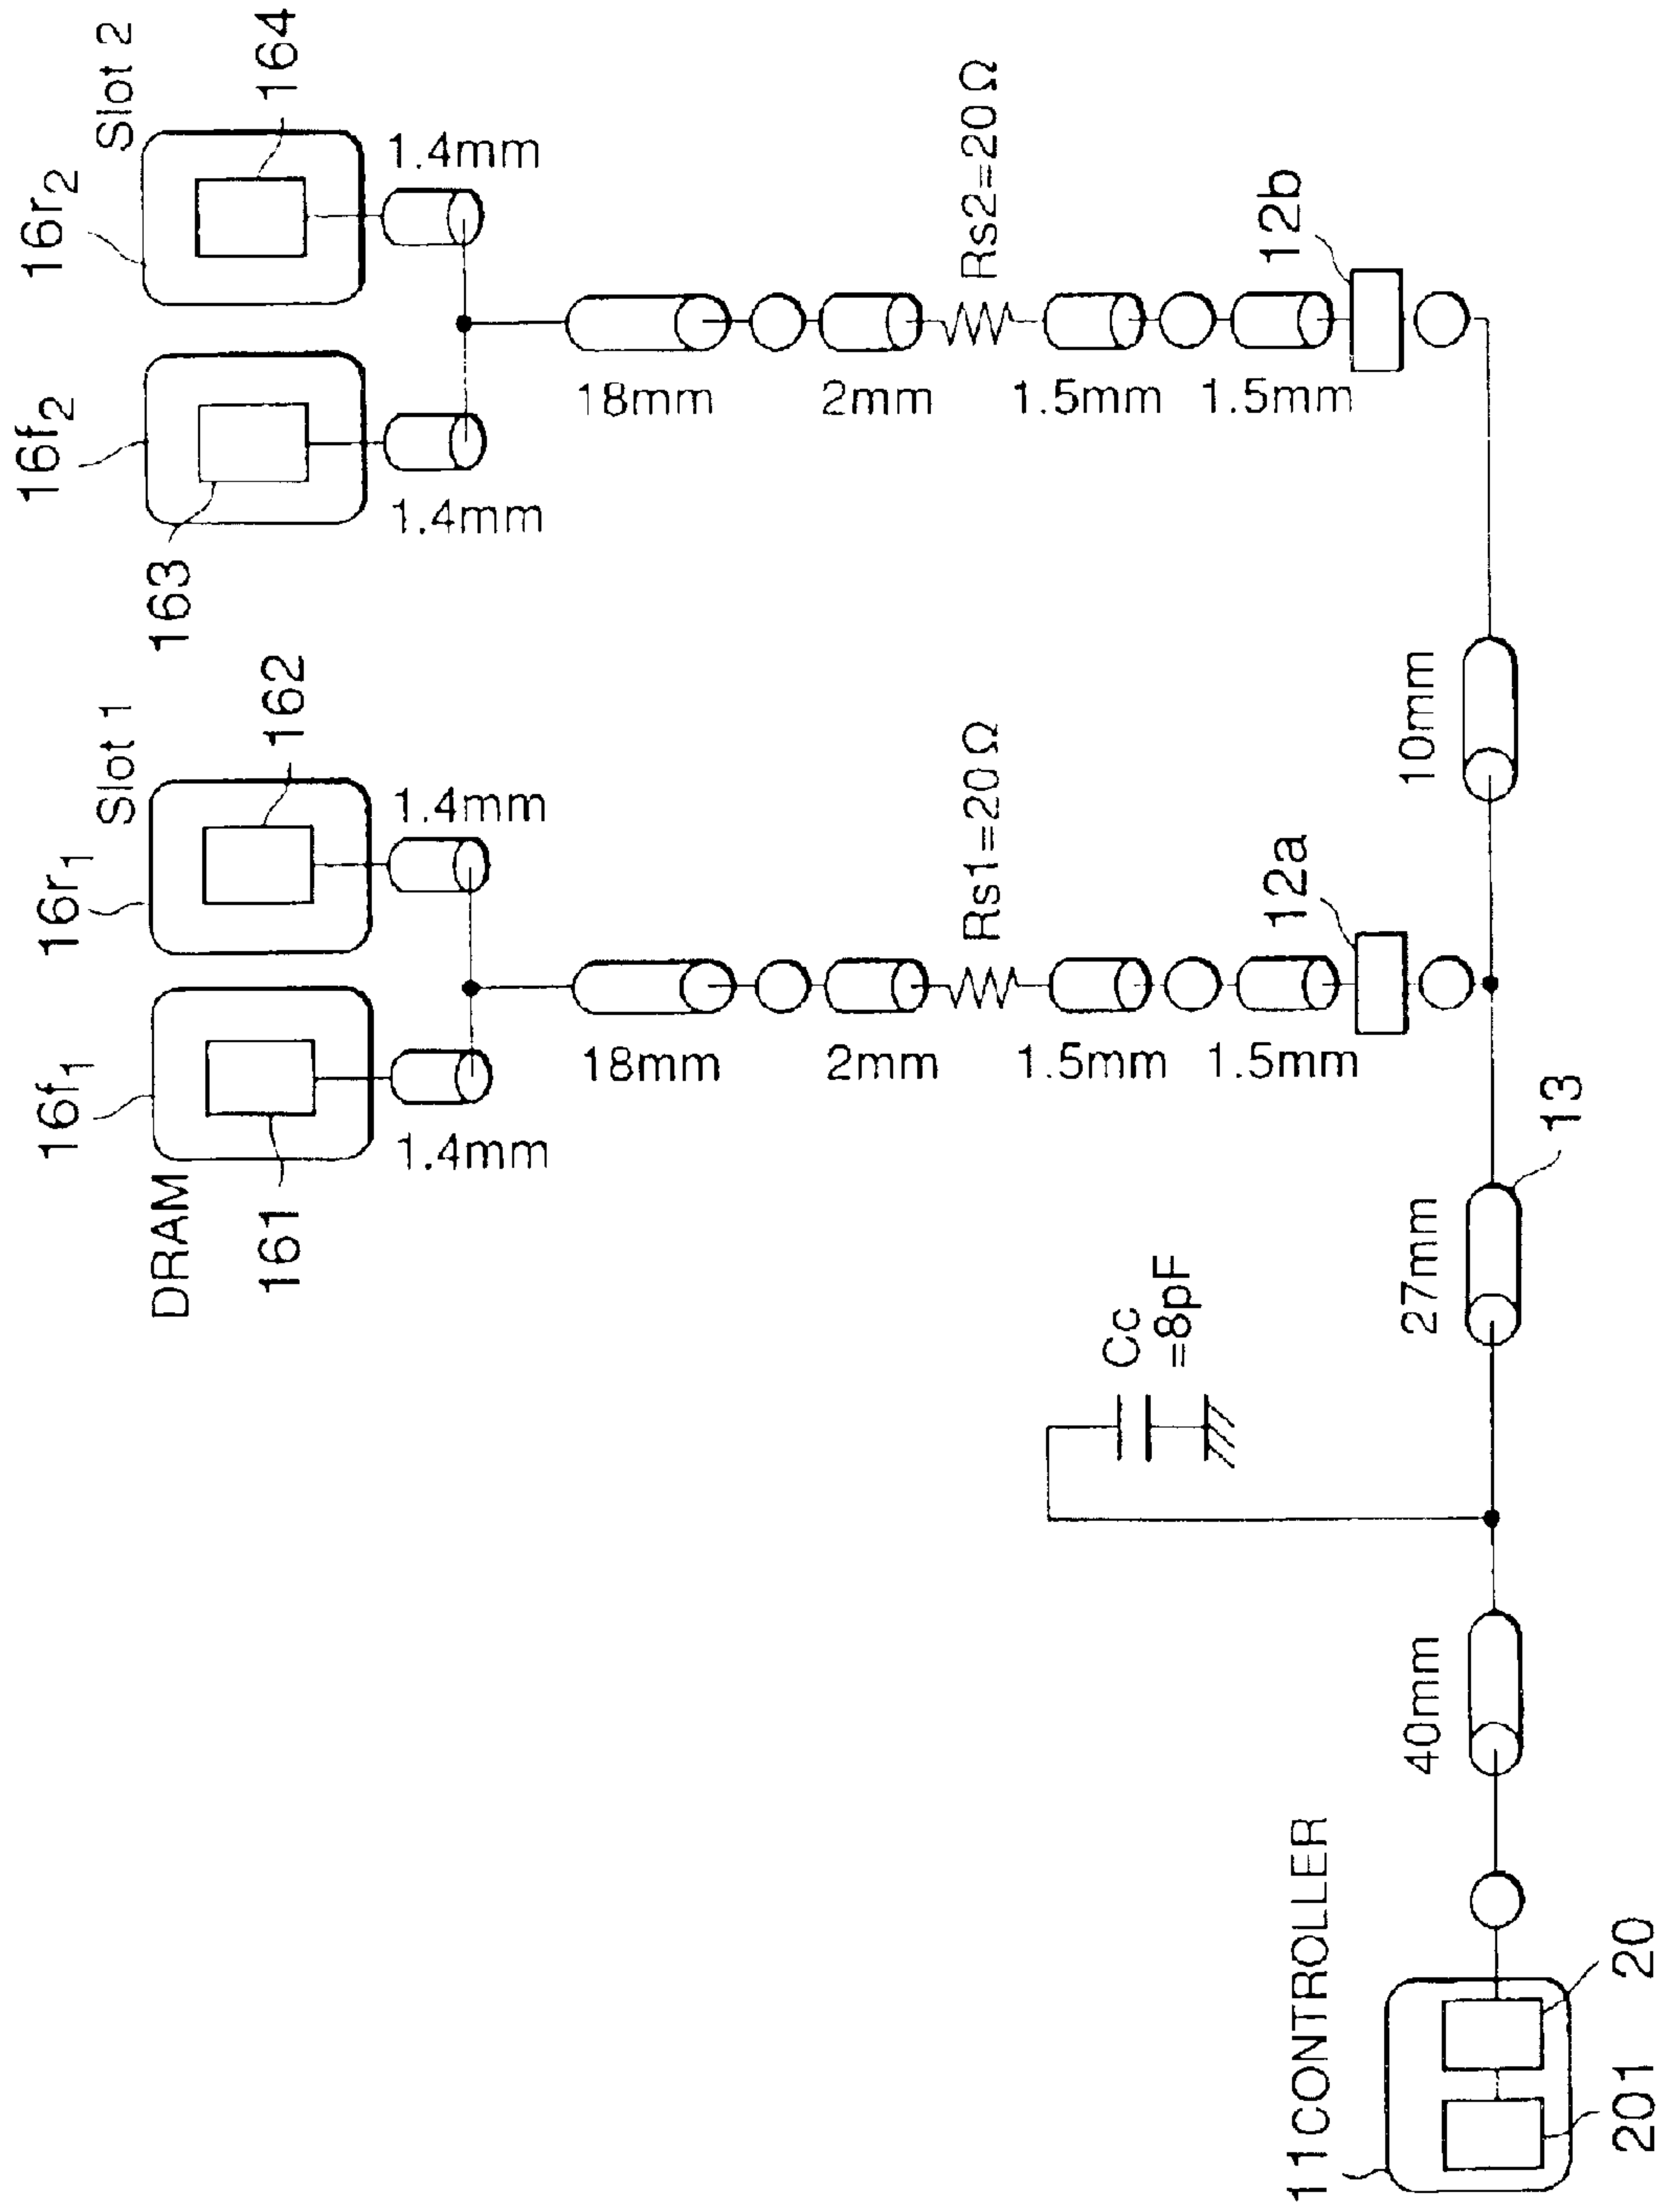 Slot 2
16r2
164
1.4mm
16f2
163
1.4mm
18mm
2mm
Rs2=20Ω
1.5mm
1.5mm
12b
Slot 1
16r1
162
1.4mm
16f1
DRAM
161
1.4mm
18mm
2mm
Rs1=20Ω
1.5mm
1.5mm
12a
10mm
13
27mm
Cc
=8pF
40mm
11 CONTROLLER
20
201